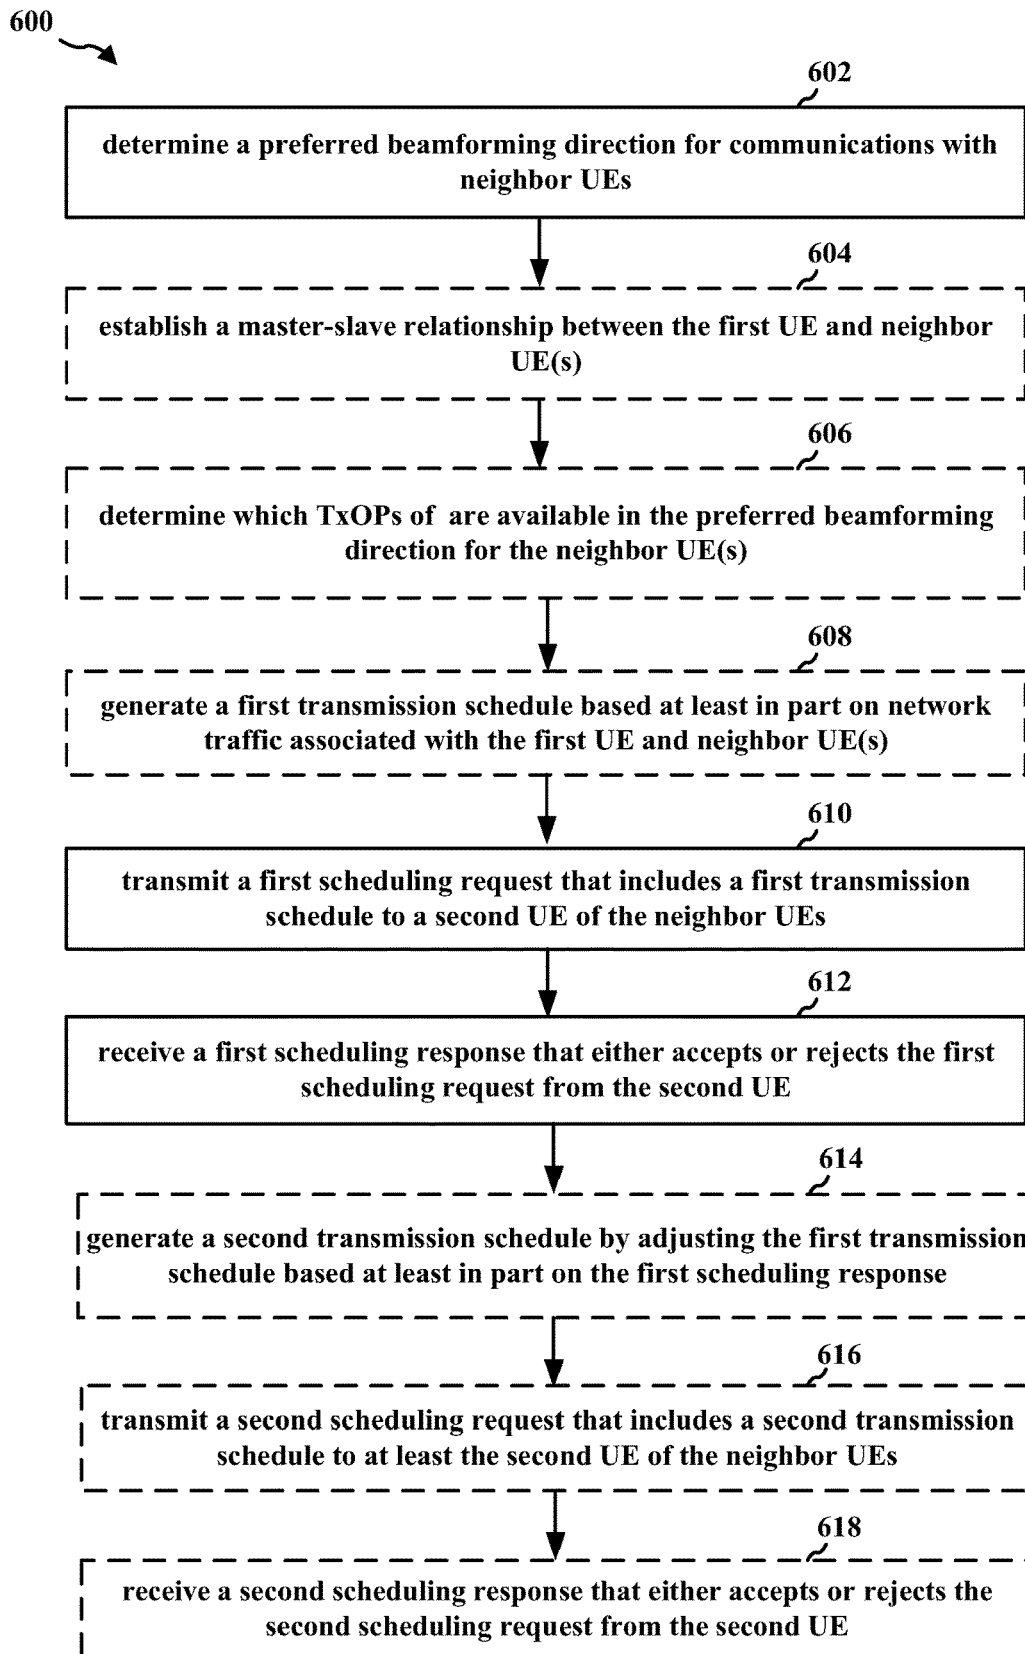 600
602
determine a preferred beamforming direction for communications with
neighbor UEs
604
establish a master-slave relationship between the first UE and neighbor
UE(s)
606
determine which TxOPs of are available in the preferred beamforming
direction for the neighbor UE(s)
608
generate a first transmission schedule based at least in part on network
traffic associated with the first UE and neighbor UE(s)
610
transmit a first scheduling request that includes a first transmission
schedule to a second UE of the neighbor UEs
612
receive a first scheduling response that either accepts or rejects the first
scheduling request from the second UE
614
generate a second transmission schedule by adjusting the first transmission
schedule based at least in part on the first scheduling response
616
transmit a second scheduling request that includes a second transmission
schedule to at least the second UE of the neighbor UEs
618
receive a second scheduling response that either accepts or rejects the
second scheduling request from the second UE